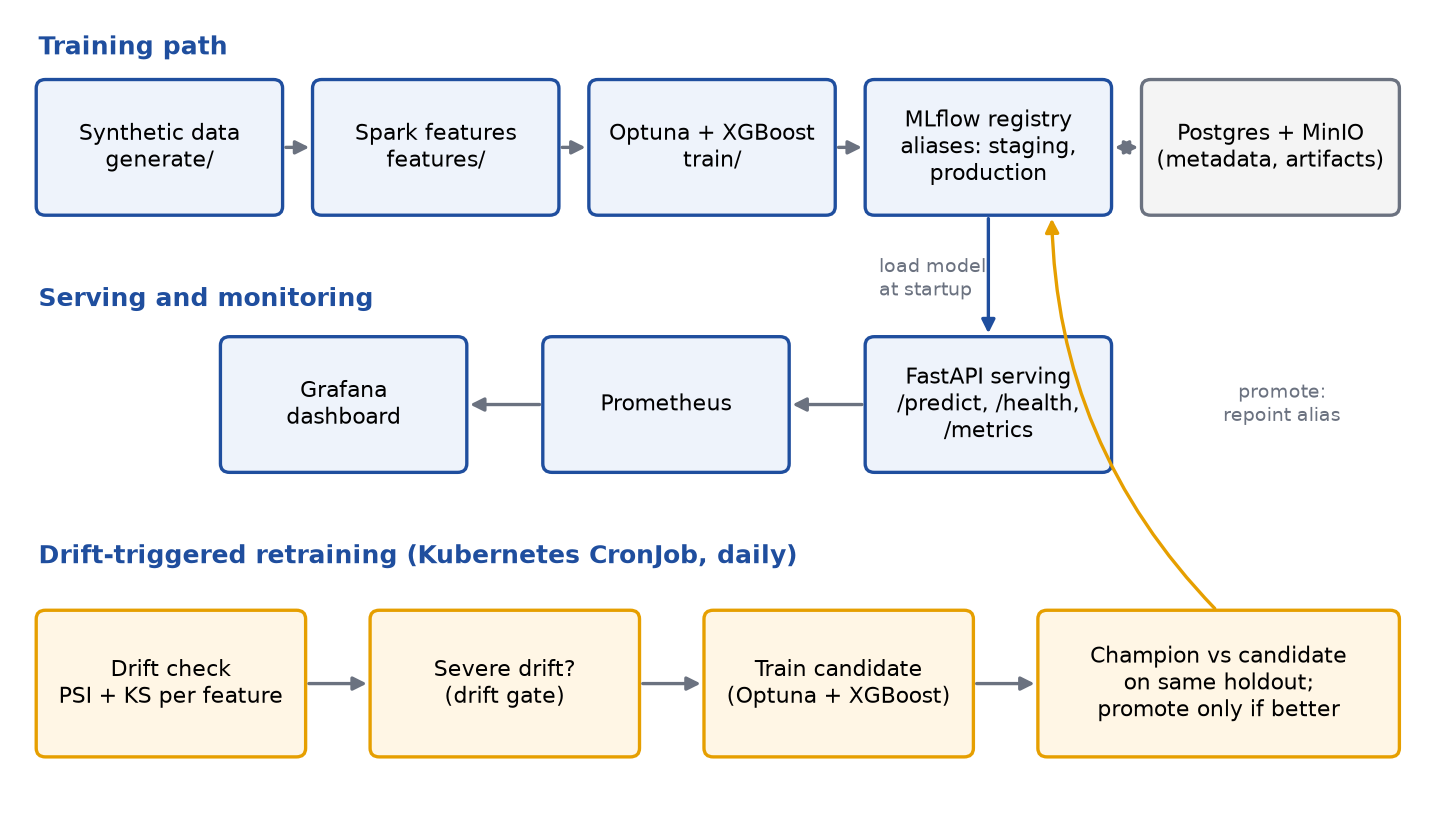 Training path
Synthetic data
generate/
Spark features
features/
Optuna + XGBoost
train/
MLflow registry
aliases: staging,
production
Postgres + MinIO
(metadata, artifacts)
load model
at startup
Serving and monitoring
Grafana
dashboard
Prometheus
FastAPI serving
/predict, /health,
/metrics
promote:
repoint alias
Drift-triggered retraining (Kubernetes CronJob, daily)
Drift check
PSI + KS per feature
Severe drift?
(drift gate)
Train candidate
(Optuna + XGBoost)
Champion vs candidate
on same holdout;
promote only if better